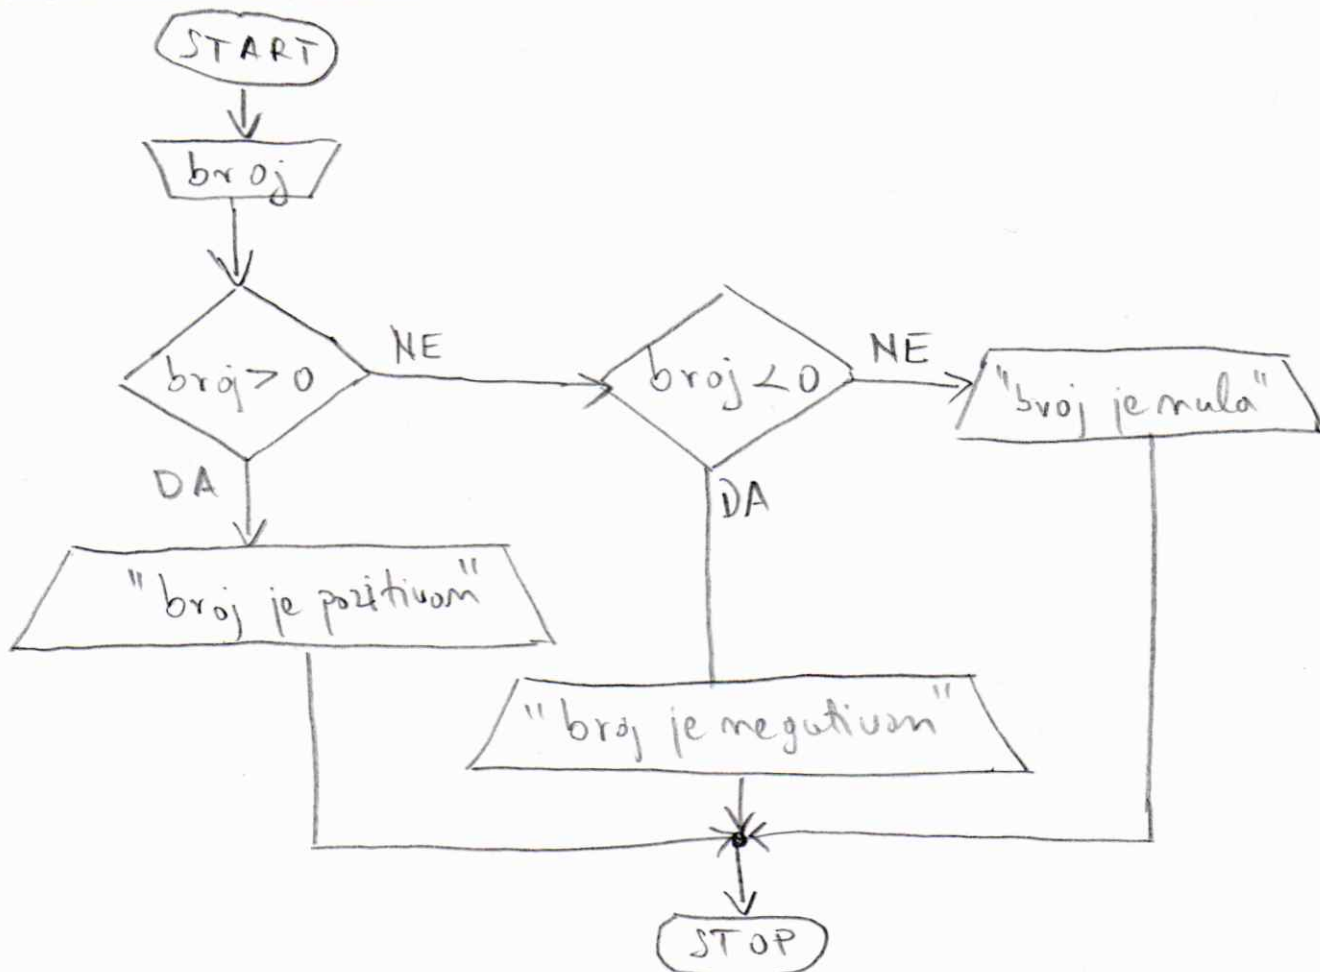 START
broj
broj > 0
NE
broj < 0
NE
"broj je nula"
DA
DA
"broj je pozitivan"
"broj je negativan"
STOP